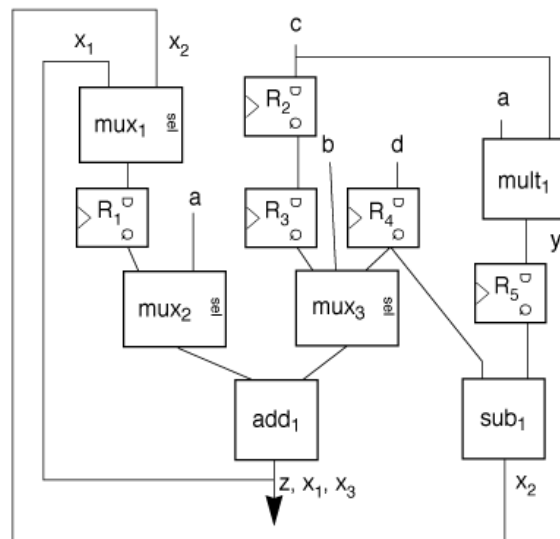 x₁ x₂
c
mux₁ sel
R₂ D Q
a
b d
mult₁
R₁ D Q
a
R₃ D Q
R₄ D Q
y
mux₂ sel
mux₃ sel
R₅ D Q
add₁
sub₁
z, x₁, x₃
x₂